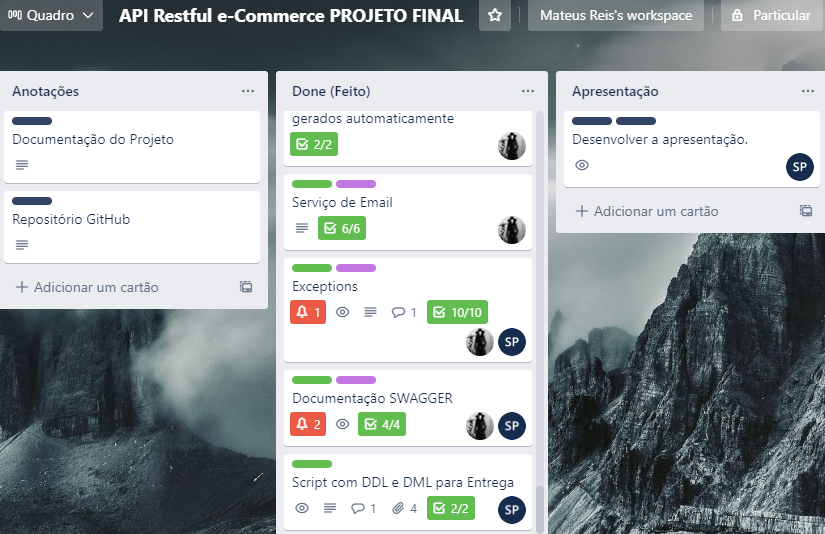 Quadro
API Restful e-Commerce PROJETO FINAL
Mateus Reis's workspace
Particular
Anotações
Documentação do Projeto
Repositório GitHub
Adicionar um cartão
Done (Feito)
gerados automaticamente
2/2
Serviço de Email
6/6
Exceptions
1
1
10/10
SP
Documentação SWAGGER
2
4/4
SP
Script com DDL e DML para Entrega
1
4
2/2
SP
Apresentação
Desenvolver a apresentação.
SP
Adicionar um cartão